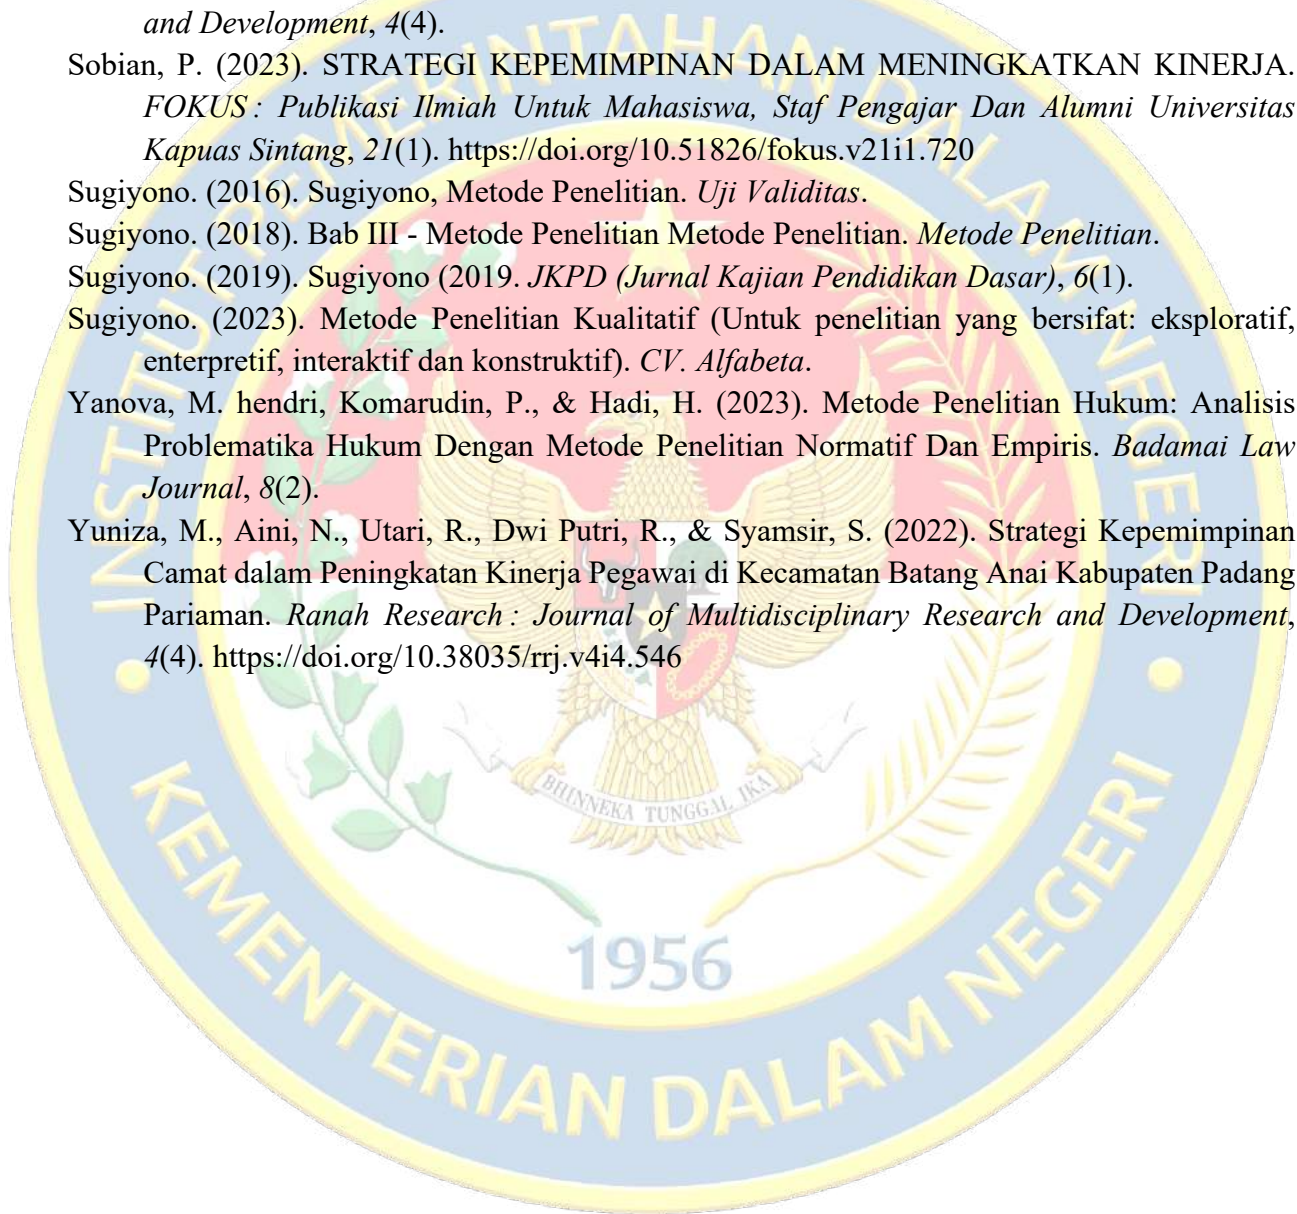 and Development, 4(4).
Sobian, P. (2023). STRATEGI KEPEMIMPINAN DALAM MENINGKATKAN KINERJA.
FOKUS : Publikasi Ilmiah Untuk Mahasiswa, Staf Pengajar Dan Alumni Universitas
Kapuas Sintang, 21(1). https://doi.org/10.51826/fokus.v21i1.720
Sugiyono. (2016). Sugiyono, Metode Penelitian. Uji Validitas.
Sugiyono. (2018). Bab III - Metode Penelitian Metode Penelitian. Metode Penelitian.
Sugiyono. (2019). Sugiyono (2019. JKPD (Jurnal Kajian Pendidikan Dasar), 6(1).
Sugiyono. (2023). Metode Penelitian Kualitatif (Untuk penelitian yang bersifat: eksploratif,
enterpretif, interaktif dan konstruktif). CV. Alfabeta.
Yanova, M. hendri, Komarudin, P., & Hadi, H. (2023). Metode Penelitian Hukum: Analisis
Problematika Hukum Dengan Metode Penelitian Normatif Dan Empiris. Badamai Law
Journal, 8(2).
Yuniza, M., Aini, N., Utari, R., Dwi Putri, R., & Syamsir, S. (2022). Strategi Kepemimpinan
Camat dalam Peningkatan Kinerja Pegawai di Kecamatan Batang Anai Kabupaten Padang
Pariaman. Ranah Research : Journal of Multidisciplinary Research and Development,
4(4). https://doi.org/10.38035/rrj.v4i4.546
INSTITUT PEMERINTAHAN DALAM NEGERI
BHINNEKA TUNGGAL IKA
1956
KEMENTERIAN DALAM NEGERI